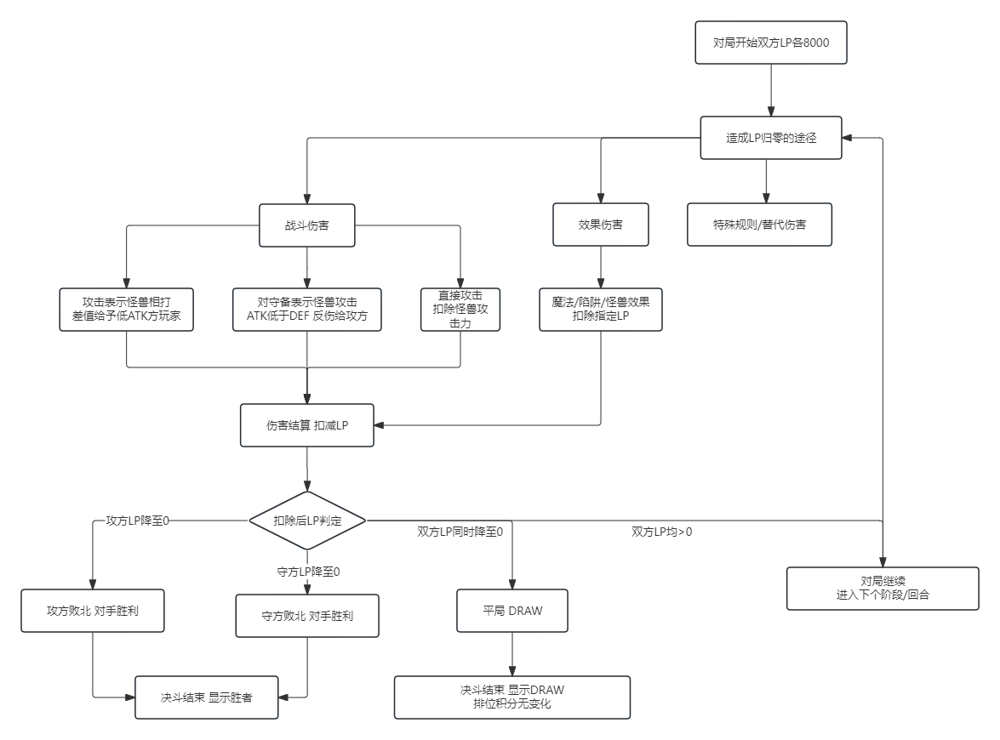 对局开始双方LP各8000
造成LP归零的途径
战斗伤害
效果伤害
特殊规则/替代伤害
攻击表示怪兽相打
差值给予低ATK方玩家
对守备表示怪兽攻击
ATK低于DEF 反伤给攻方
直接攻击
扣除怪兽攻
击力
魔法/陷阱/怪兽效果
扣除指定LP
伤害结算 扣减LP
扣除后LP判定
攻方LP降至0
双方LP同时降至0
双方LP均>0
守方LP降至0
对局继续
进入下个阶段/回合
攻方败北 对手胜利
守方败北 对手胜利
平局 DRAW
决斗结束 显示胜者
决斗结束 显示DRAW
排位积分无变化